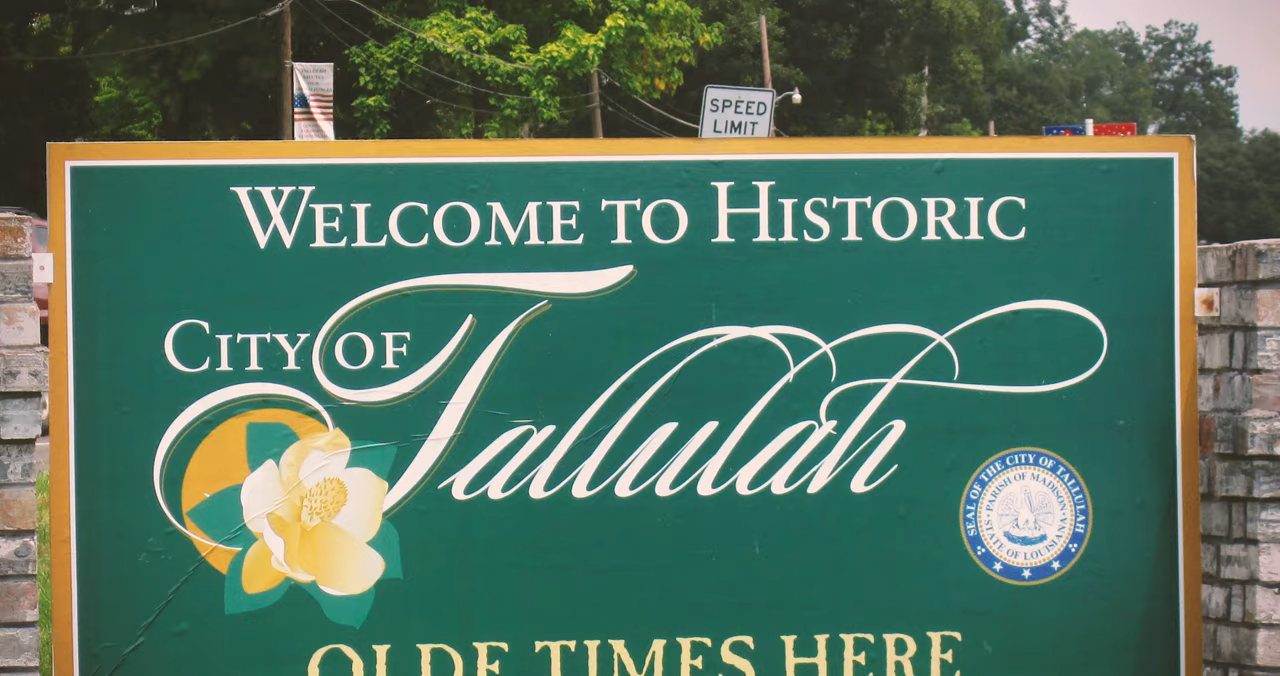 SPEED
LIMIT
WELCOME TO HISTORIC
CITY OF
Tallulah
SEAL OF THE CITY OF TALLULAH
PARISH OF MADISON
STATE OF LOUISIANA
OLDE TIMES HERE